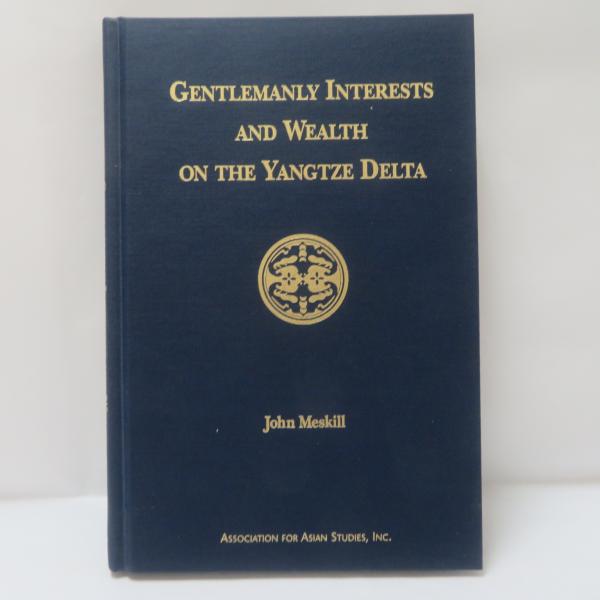 GENTLEMANLY INTERESTS
AND WEALTH
ON THE YANGTZE DELTA
John Meskill
ASSOCIATION FOR ASIAN STUDIES, INC.